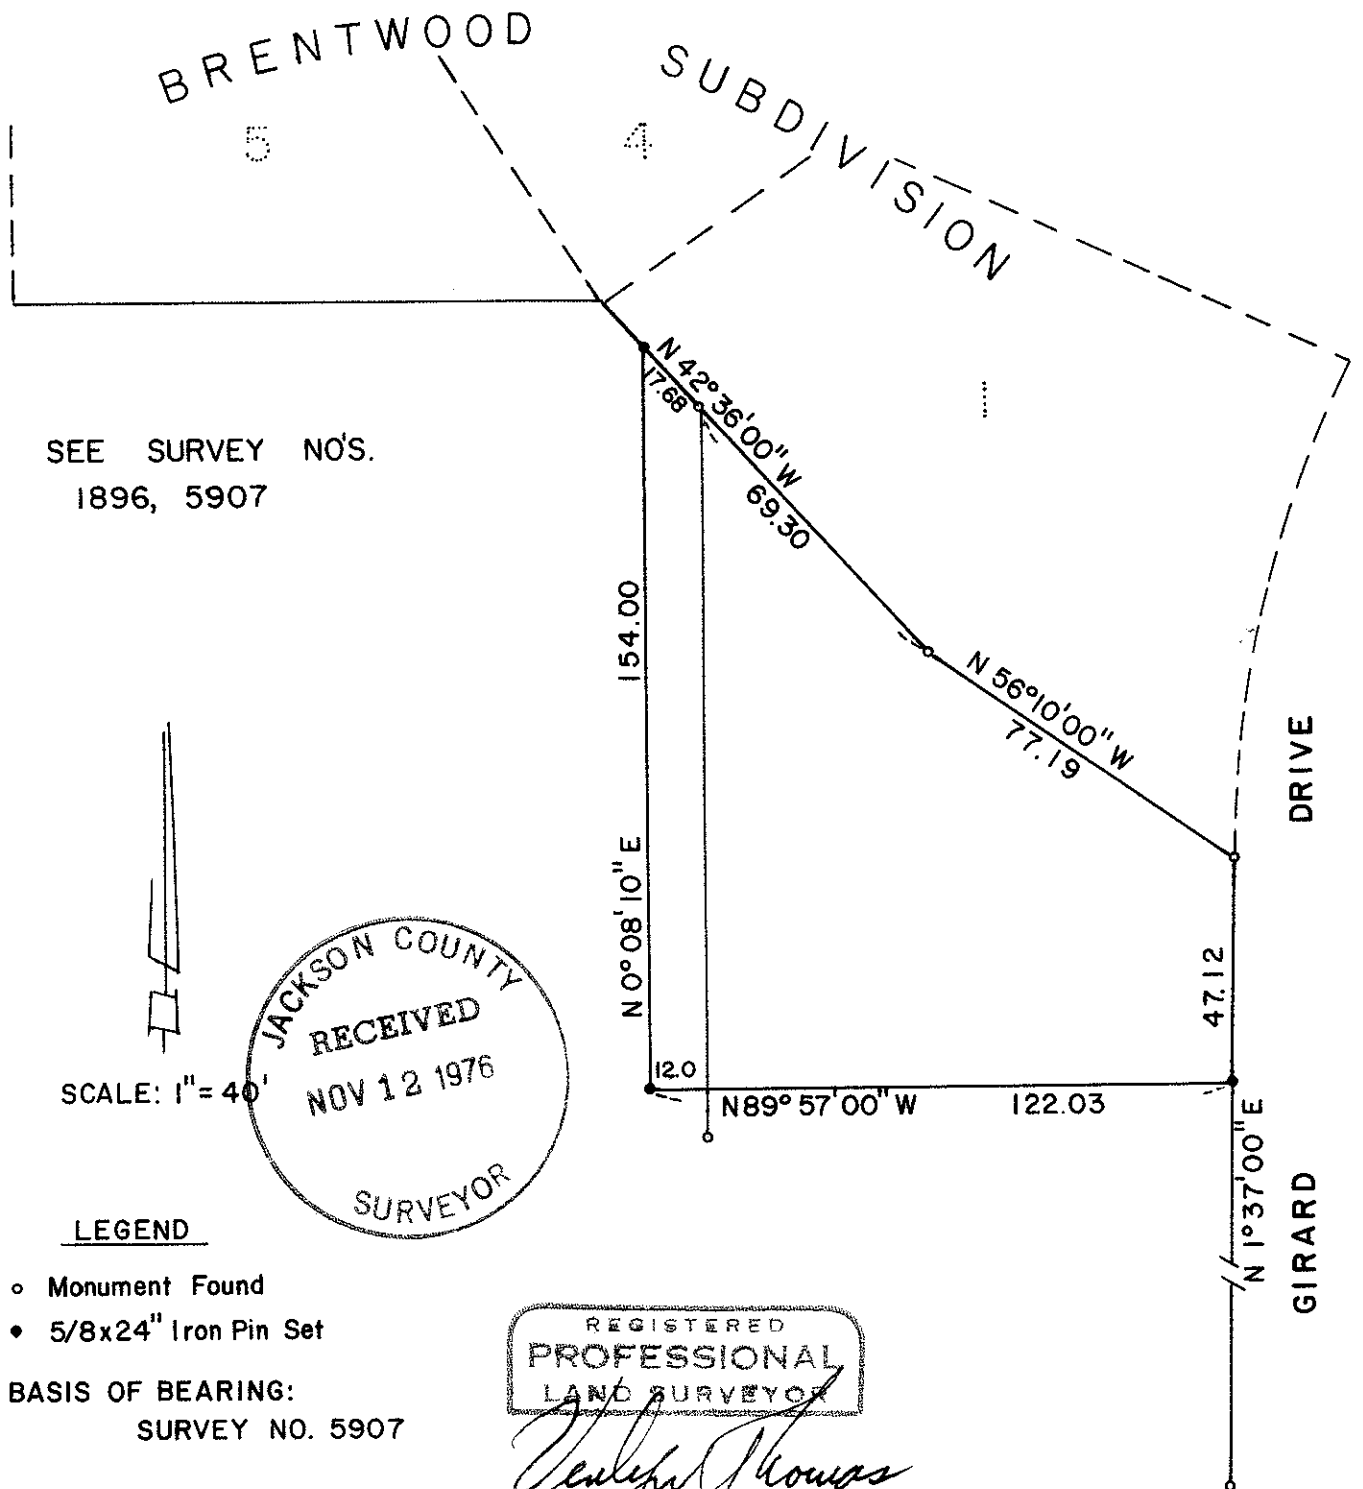 BRENTWOOD SUBDIVISION
5
4
1
N 42°36'00" W
17.68
69.30
SEE SURVEY NO'S.
1896, 5907
154.00
N 0°08'10" E
N 56°10'00" W
77.19
DRIVE
47.12
12.0
N89°57'00" W 122.03
N 1°37'00" E
GIRARD
SCALE: 1" = 40'
JACKSON COUNTY
RECEIVED
NOV 12 1976
SURVEYOR
LEGEND
Monument Found
5/8x24" Iron Pin Set
BASIS OF BEARING:
SURVEY NO. 5907
REGISTERED
PROFESSIONAL
LAND SURVEYOR